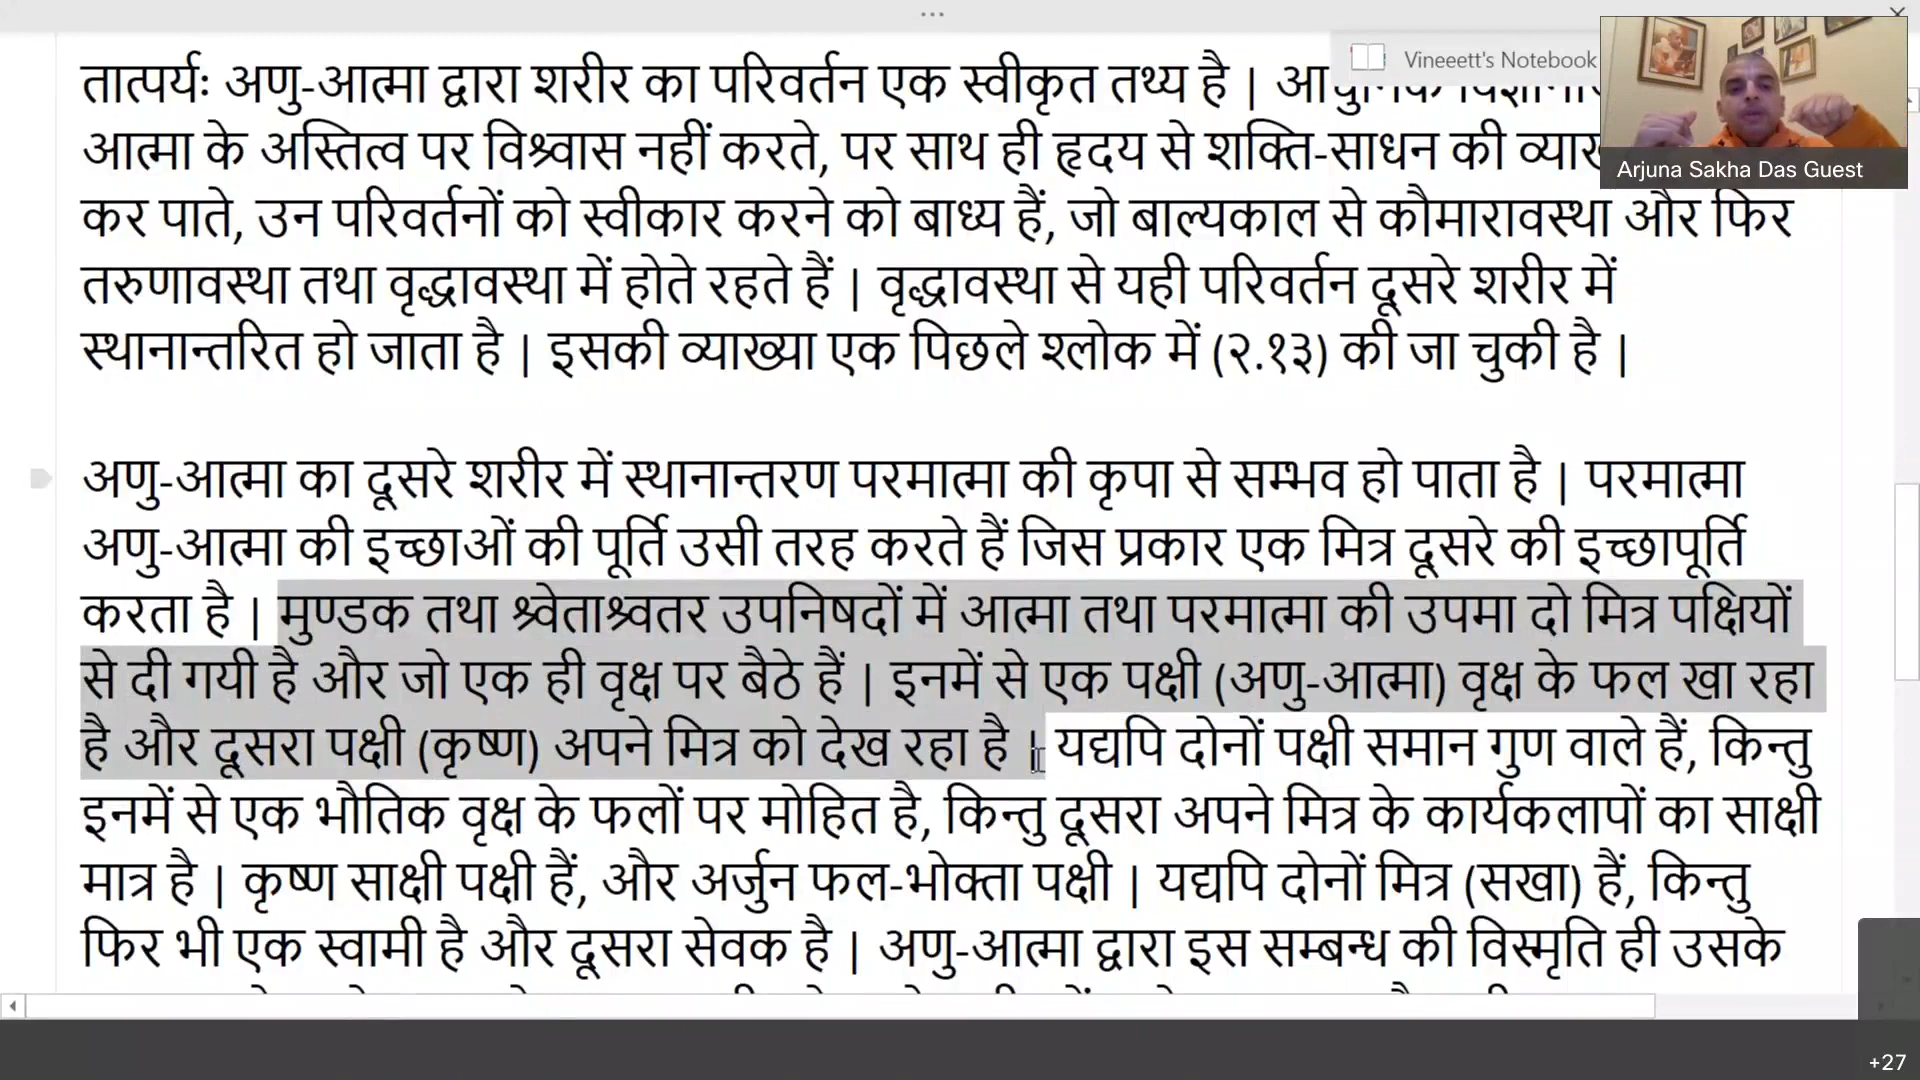 Vineeett's Notebook
Arjuna Sakha Das Guest
तात्पर्यः अणु-आत्मा द्वारा शरीर का परिवर्तन एक स्वीकृत तथ्य है |
आत्मा के अस्तित्व पर विश्र्वास नहीं करते, पर साथ ही हृदय से शक्ति-साधन की
कर पाते, उन परिवर्तनों को स्वीकार करने को बाध्य हैं, जो बाल्यकाल से कौमारावस्था और फिर
तरुणावस्था तथा वृद्धावस्था में होते रहते हैं | वृद्धावस्था से यही परिवर्तन दूसरे शरीर में
स्थानान्तरित हो जाता है | इसकी व्याख्या एक पिछले श्लोक में (२.१३) की जा चुकी है |
अणु-आत्मा का दूसरे शरीर में स्थानान्तरण परमात्मा की कृपा से सम्भव हो पाता है | परमात्मा
अणु-आत्मा की इच्छाओं की पूर्ति उसी तरह करते हैं जिस प्रकार एक मित्र दूसरे की इच्छापूर्ति
करता है | मुण्डक तथा श्र्वेताश्र्वतर उपनिषदों में आत्मा तथा परमात्मा की उपमा दो मित्र पक्षियों
से दी गयी है और जो एक ही वृक्ष पर बैठे हैं | इनमें से एक पक्षी (अणु-आत्मा) वृक्ष के फल खा रहा
है और दूसरा पक्षी (कृष्ण) अपने मित्र को देख रहा है | यद्यपि दोनों पक्षी समान गुण वाले हैं, किन्तु
इनमें से एक भौतिक वृक्ष के फलों पर मोहित है, किन्तु दूसरा अपने मित्र के कार्यकलापों का साक्षी
मात्र है | कृष्ण साक्षी पक्षी हैं, और अर्जुन फल-भोक्ता पक्षी | यद्यपि दोनों मित्र (सखा) हैं, किन्तु
फिर भी एक स्वामी है और दूसरा सेवक है | अणु-आत्मा द्वारा इस सम्बन्ध की विस्मृति ही उसके
+27